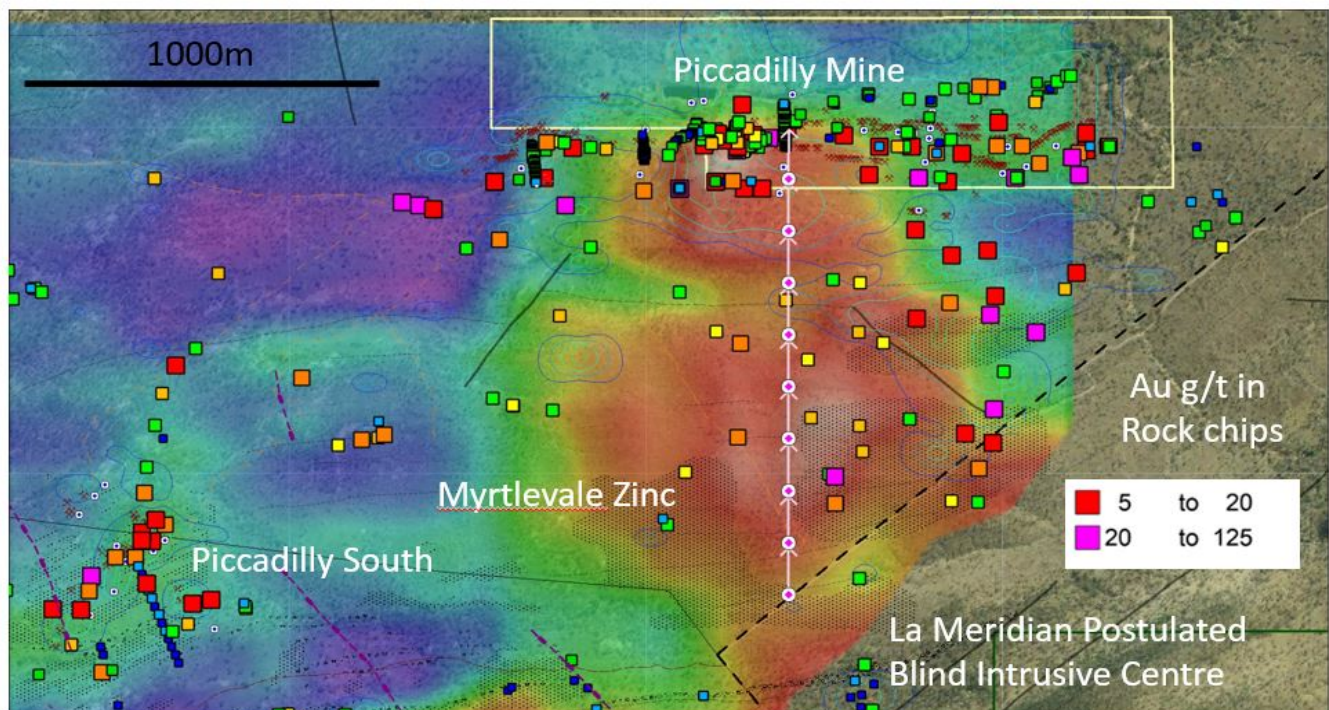 1000m
Piccadilly Mine
Au g/t in
Rock chips
Myrtlevale Zinc
5 to 20
20 to 125
Piccadilly South
La Meridian Postulated
Blind Intrusive Centre